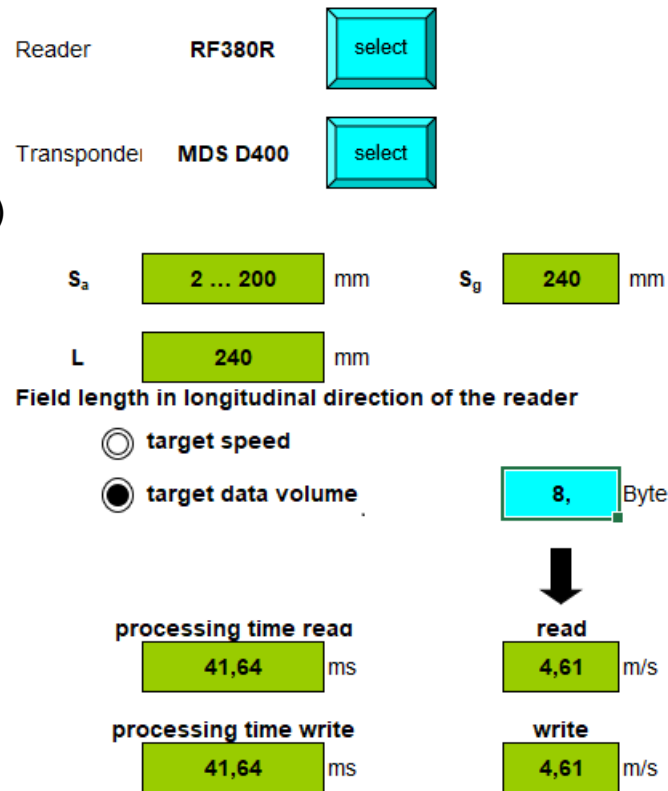 Reader RF380R select
Transponder MDS D400 select
)
Sa 2 ... 200 mm Sg 240 mm
L 240 mm
Field length in longitudinal direction of the reader
target speed
target data volume 8, Byte
processing time read read
41,64 ms 4,61 m/s
processing time write write
41,64 ms 4,61 m/s